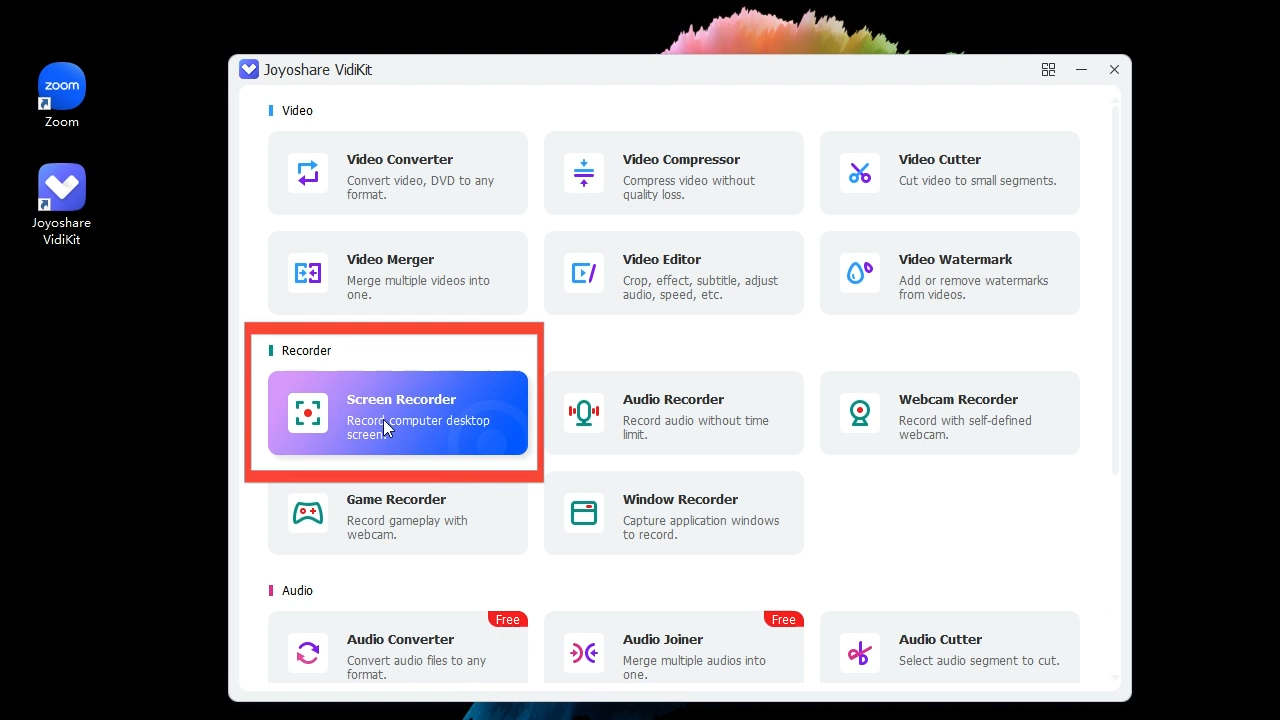 zoom
Zoom
Joyoshare
VidiKit
Joyoshare VidiKit
Video
Video Converter
Convert video, DVD to any
format.
Video Compressor
Compress video without
quality loss.
Video Cutter
Cut video to small segments.
Video Merger
Merge multiple videos into
one.
Video Editor
Crop, effect, subtitle, adjust
audio, speed, etc.
Video Watermark
Add or remove watermarks
from videos.
Recorder
Screen Recorder
Record computer desktop
screen.
Audio Recorder
Record audio without time
limit.
Webcam Recorder
Record with self-defined
webcam.
Game Recorder
Record gameplay with
webcam.
Window Recorder
Capture application windows
to record.
Audio
Free
Audio Converter
Convert audio files to any
format.
Free
Audio Joiner
Merge multiple audios into
one.
Audio Cutter
Select audio segment to cut.